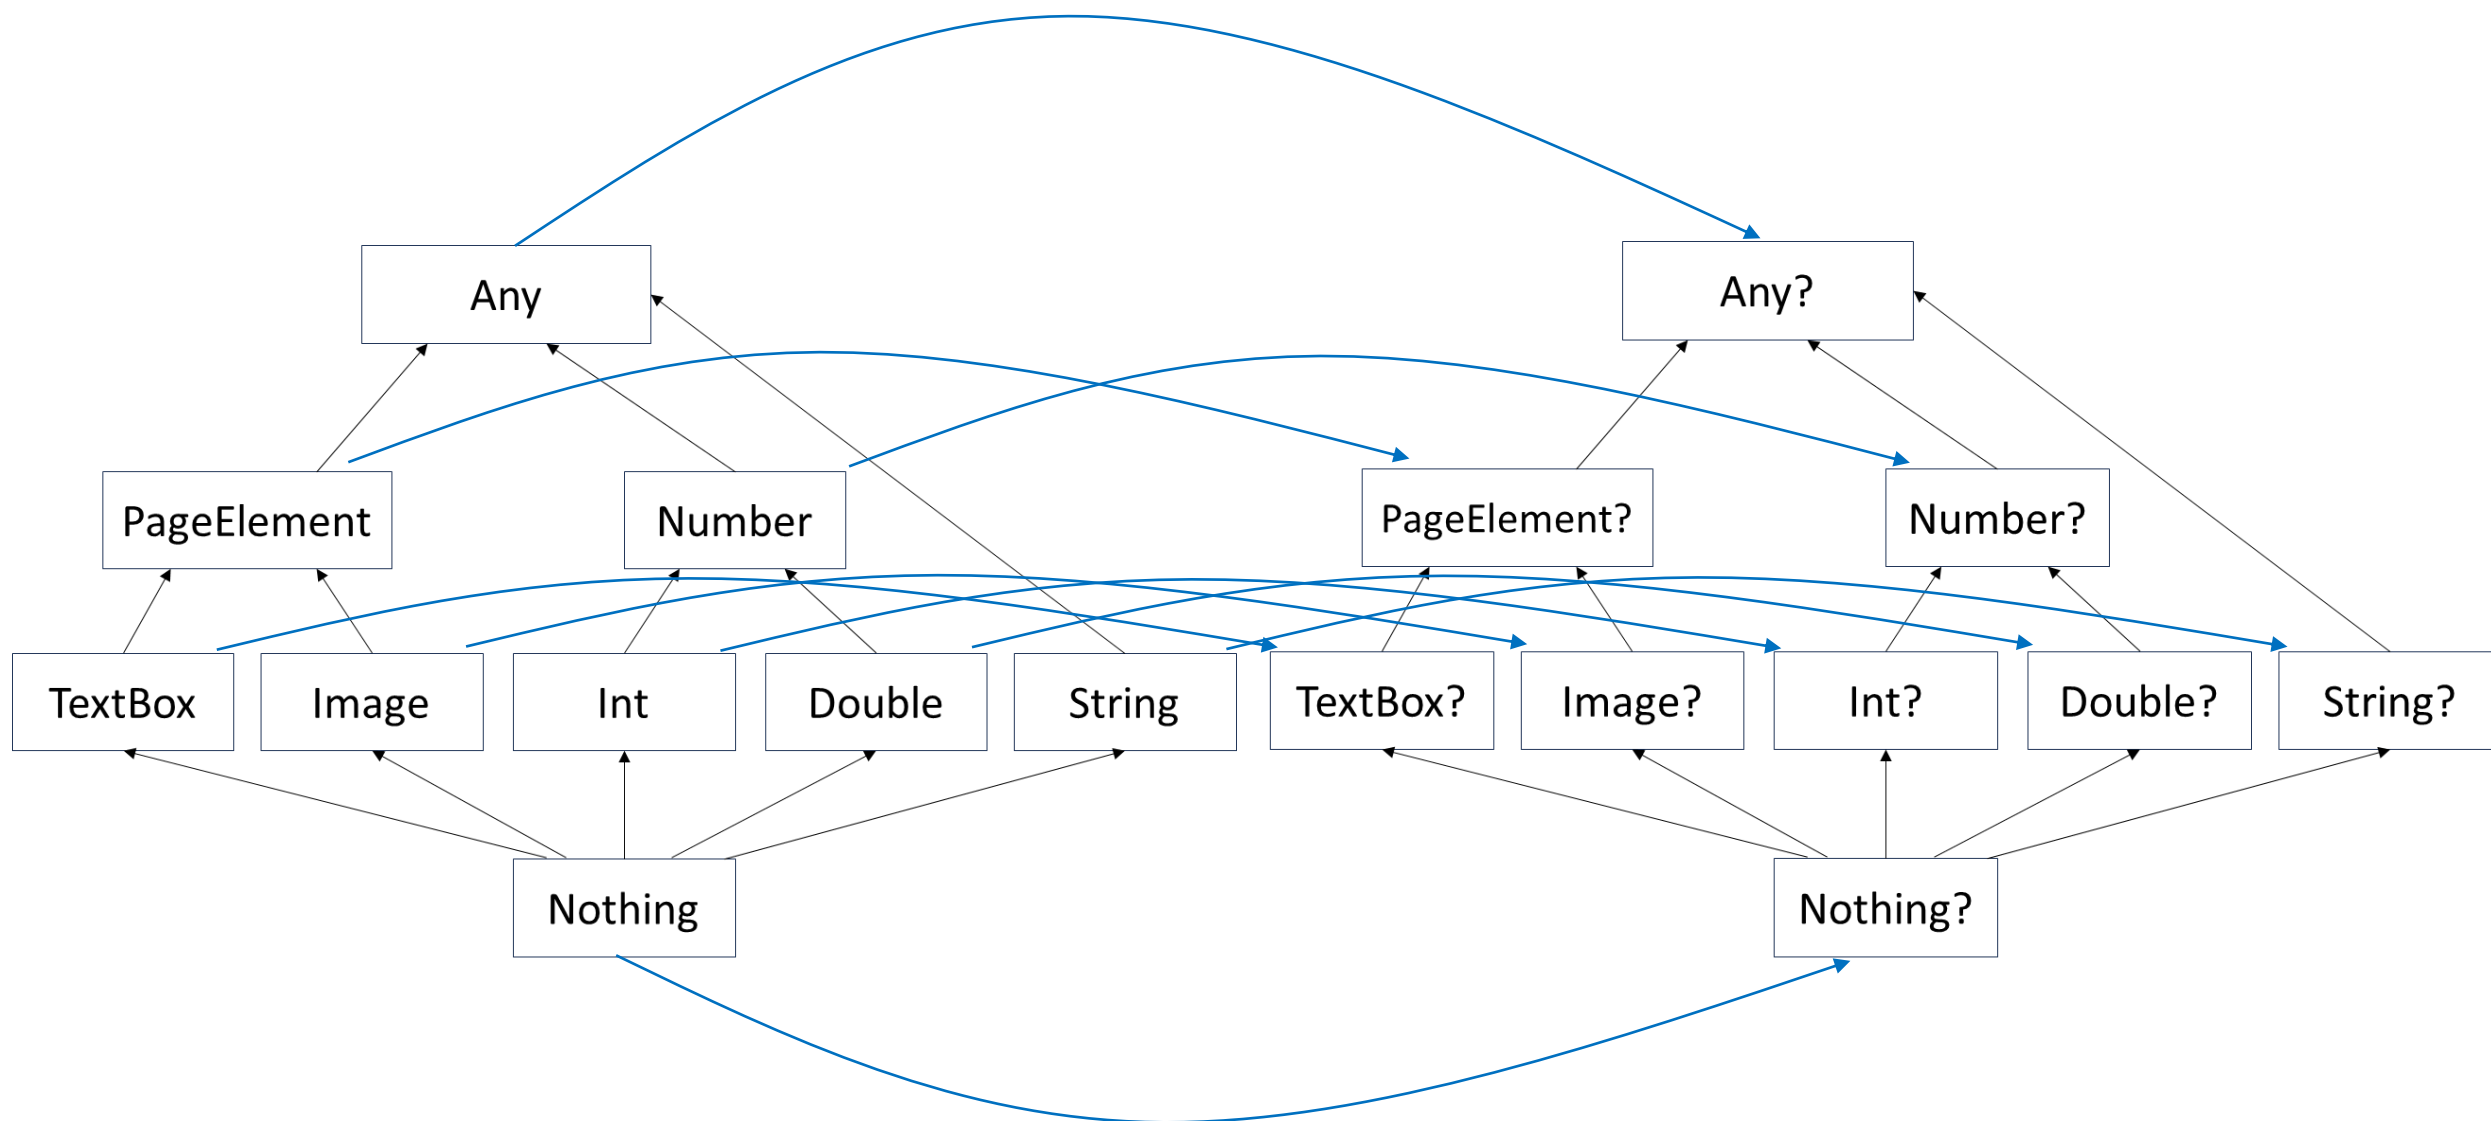 Any
Any?
PageElement
Number
PageElement?
Number?
TextBox
Image
Int
Double
String
TextBox?
Image?
Int?
Double?
String?
Nothing
Nothing?